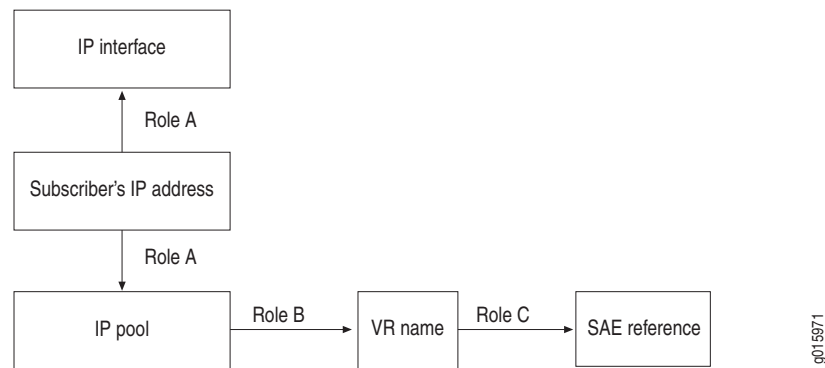 IP interface
Role A
Subscriber's IP address
Role A
IP pool
Role B
VR name
Role C
SAE reference
g015971